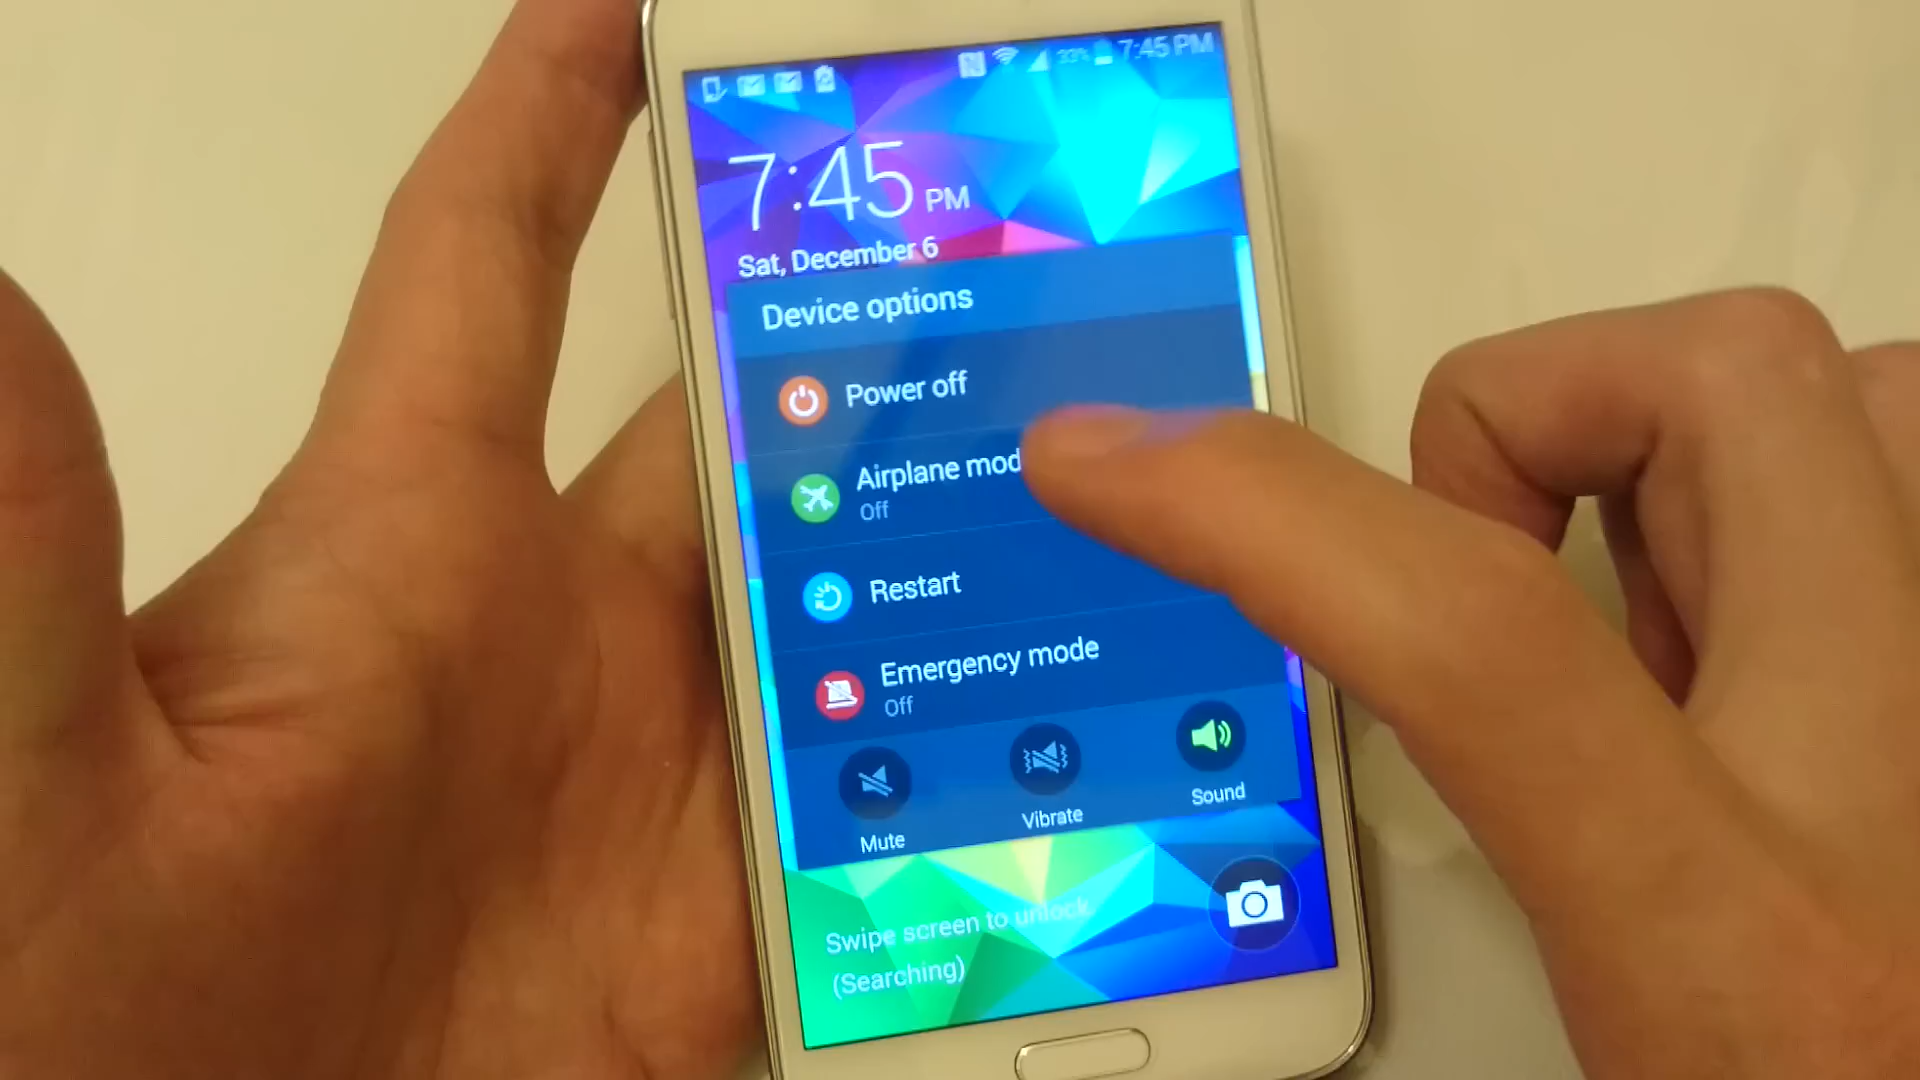 33% 7:45 PM
7:45 PM
Sat, December 6
Device options
Power off
Airplane mod
Off
Restart
Emergency mode
Off
Mute
Vibrate
Sound
Swipe screen to unlock.
(Searching)